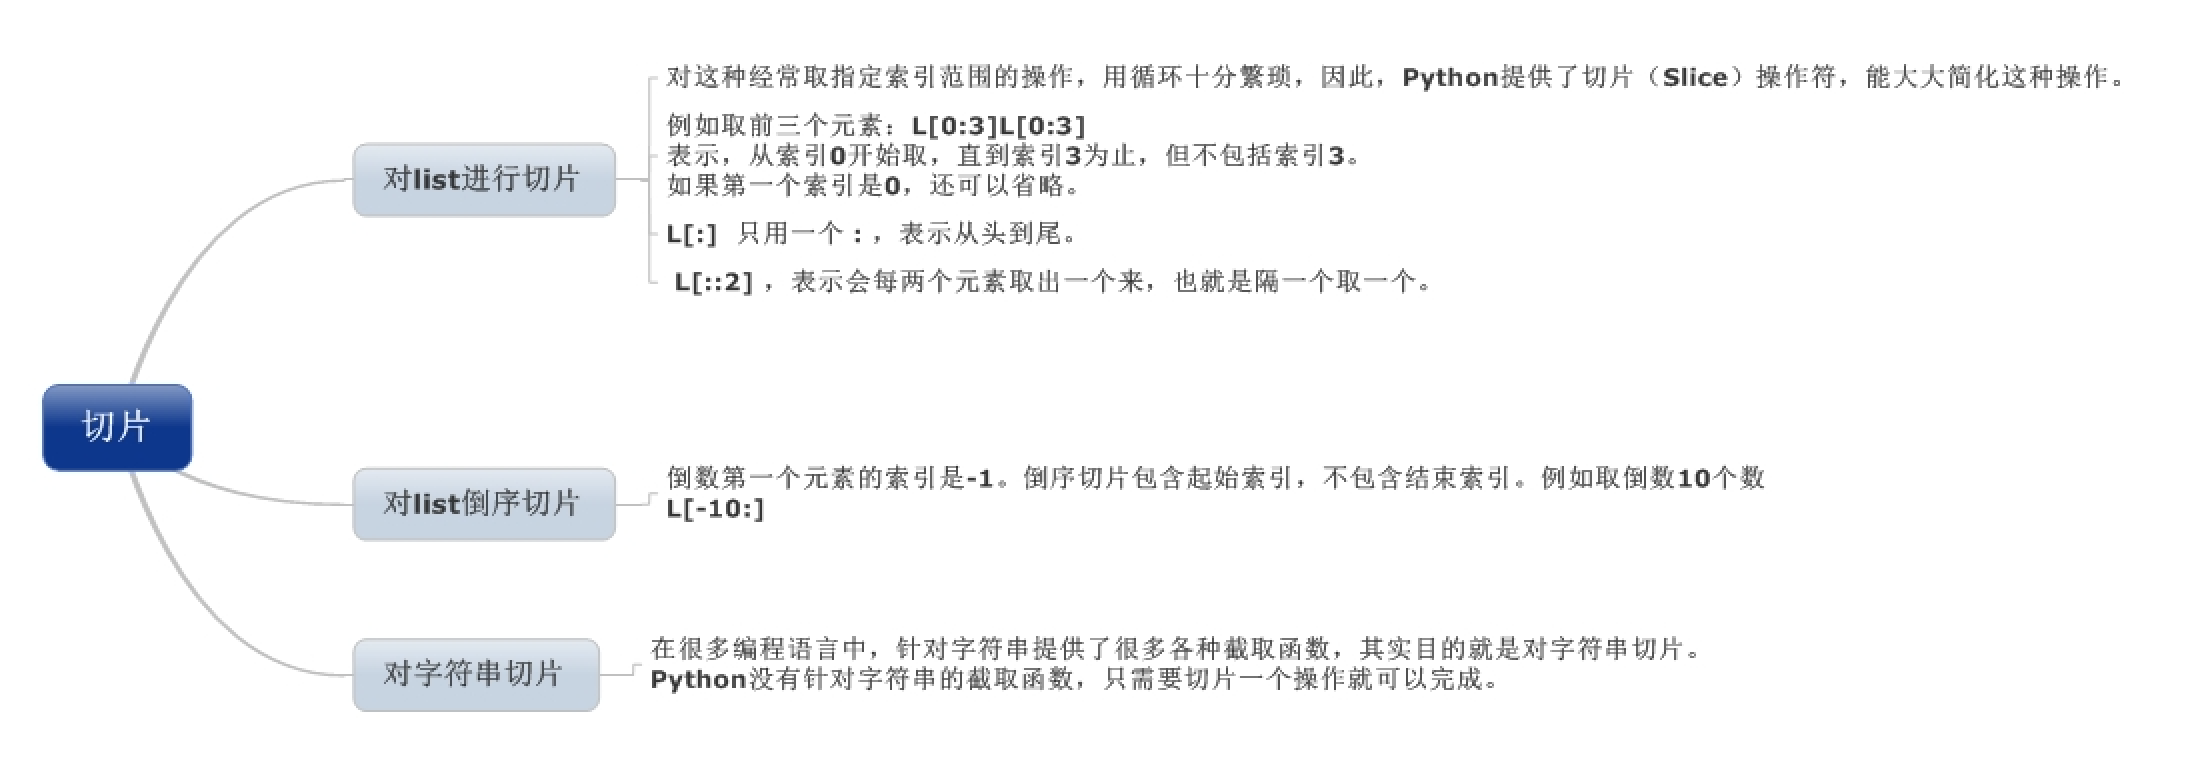 切片
对list进行切片
对这种经常取指定索引范围的操作，用循环十分繁琐，因此，Python提供了切片（Slice）操作符，能大大简化这种操作。
例如取前三个元素：L[0:3]L[0:3]
表示，从索引0开始取，直到索引3为止，但不包括索引3。
如果第一个索引是0，还可以省略。
L[:] 只用一个 : ，表示从头到尾。
L[::2] ，表示会每两个元素取出一个来，也就是隔一个取一个。
对list倒序切片
倒数第一个元素的索引是-1。倒序切片包含起始索引，不包含结束索引。例如取倒数10个数
L[-10:]
对字符串切片
在很多编程语言中，针对字符串提供了很多各种截取函数，其实目的就是对字符串切片。
Python没有针对字符串的截取函数，只需要切片一个操作就可以完成。